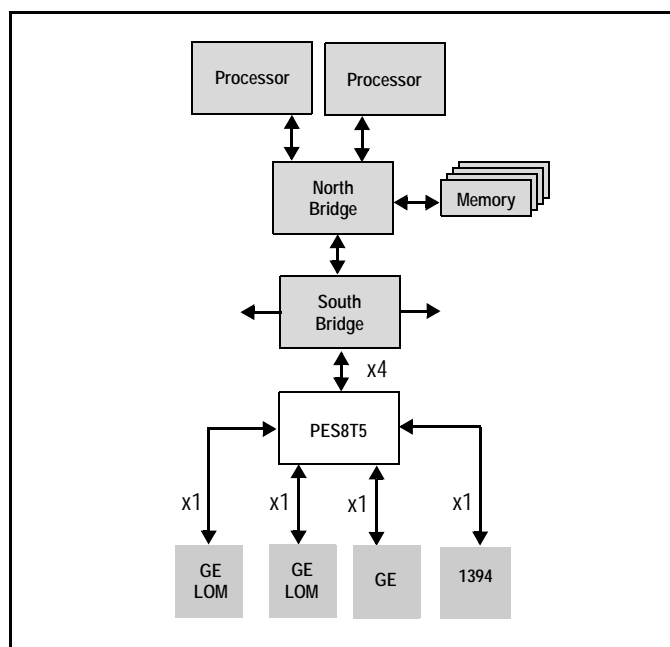 Processor
Processor
North
Bridge
Memory
South
Bridge
x4
PES8T5
x1
x1
x1
x1
GE
LOM
GE
LOM
GE
1394